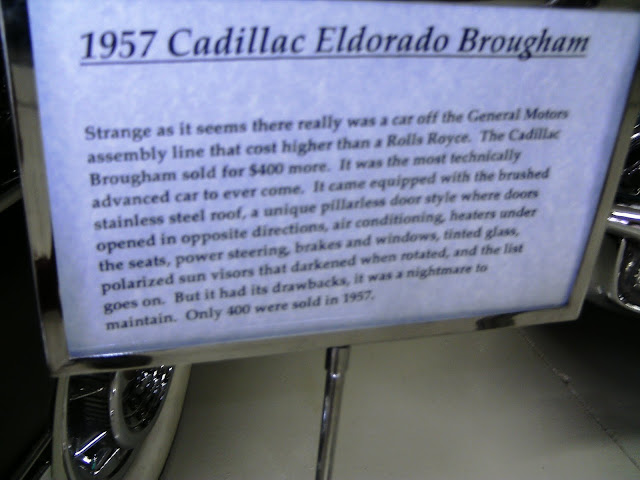 1957 Cadillac Eldorado Brougham
Strange as it seems there really was a car off the General Motors
assembly line that cost higher than a Rolls Royce. The Cadillac
Brougham sold for $400 more. It was the most technically
advanced car to ever come. It came equipped with the brushed
stainless steel roof, a unique pillarless door style where doors
opened in opposite directions, air conditioning, heaters under
the seats, power steering, brakes and windows, tinted glass,
polarized sun visors that darkened when rotated, and the list
goes on. But it had its drawbacks, it was a nightmare to
maintain. Only 400 were sold in 1957.